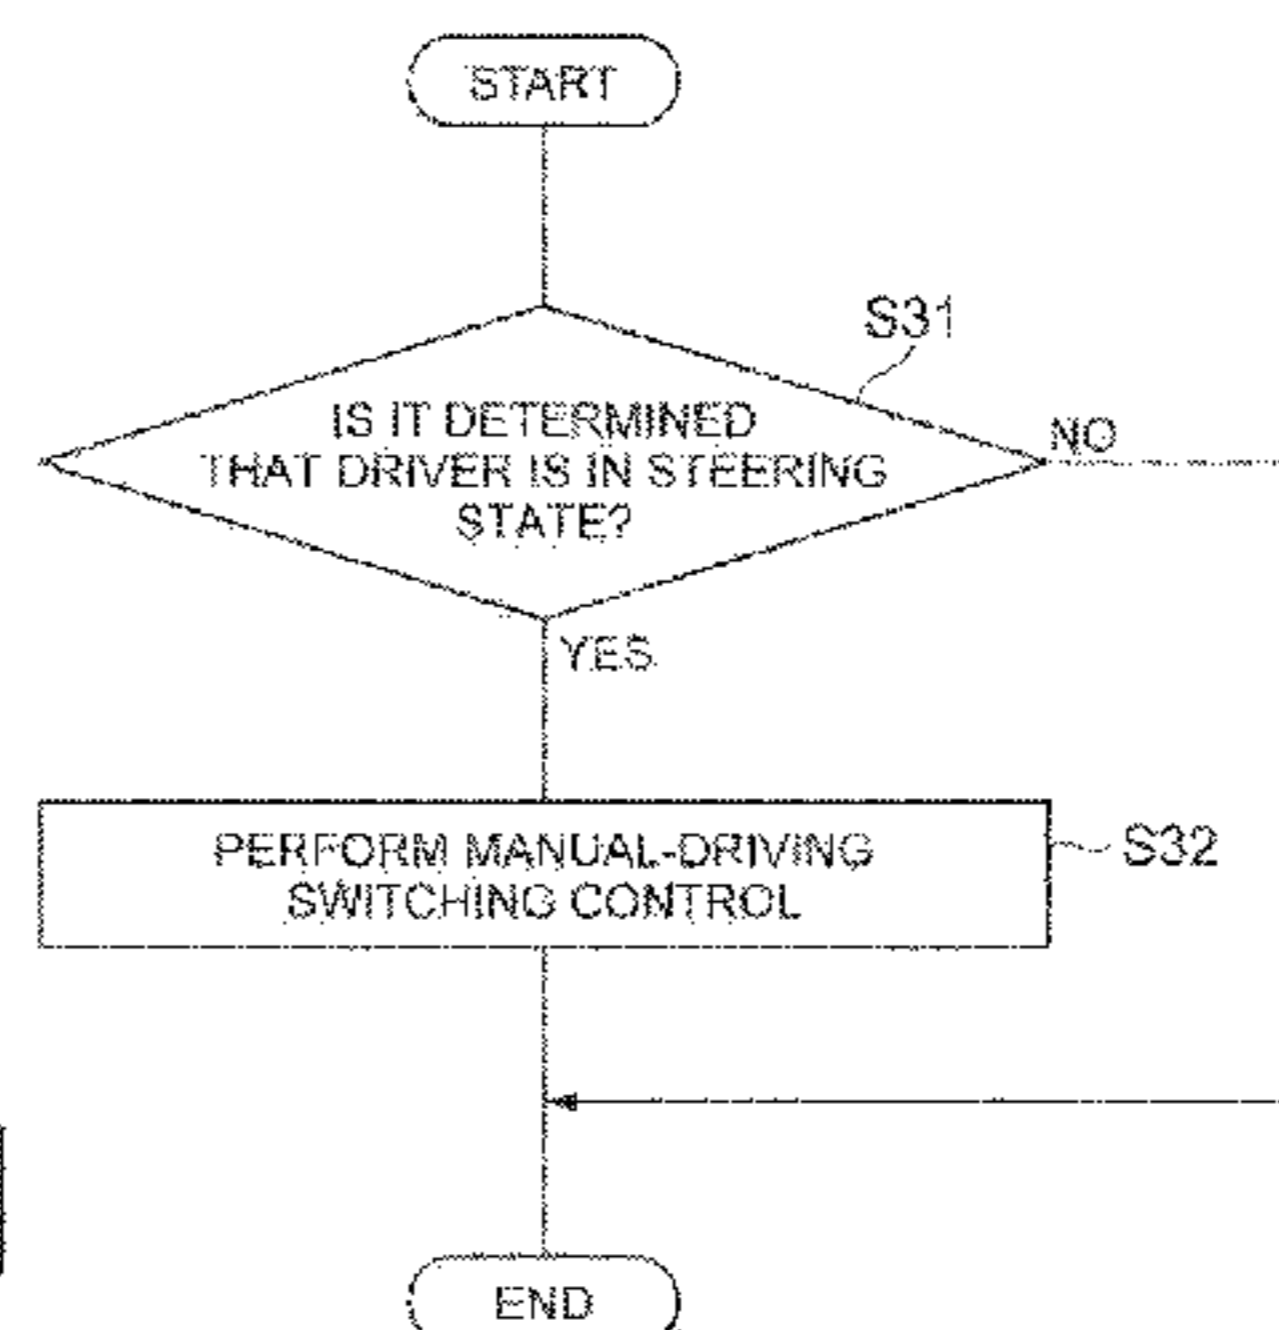 START
S31
IS IT DETERMINED
THAT DRIVER IS IN STEERING
STATE?
NO
YES
PERFORM MANUAL-DRIVING
SWITCHING CONTROL
S32
END